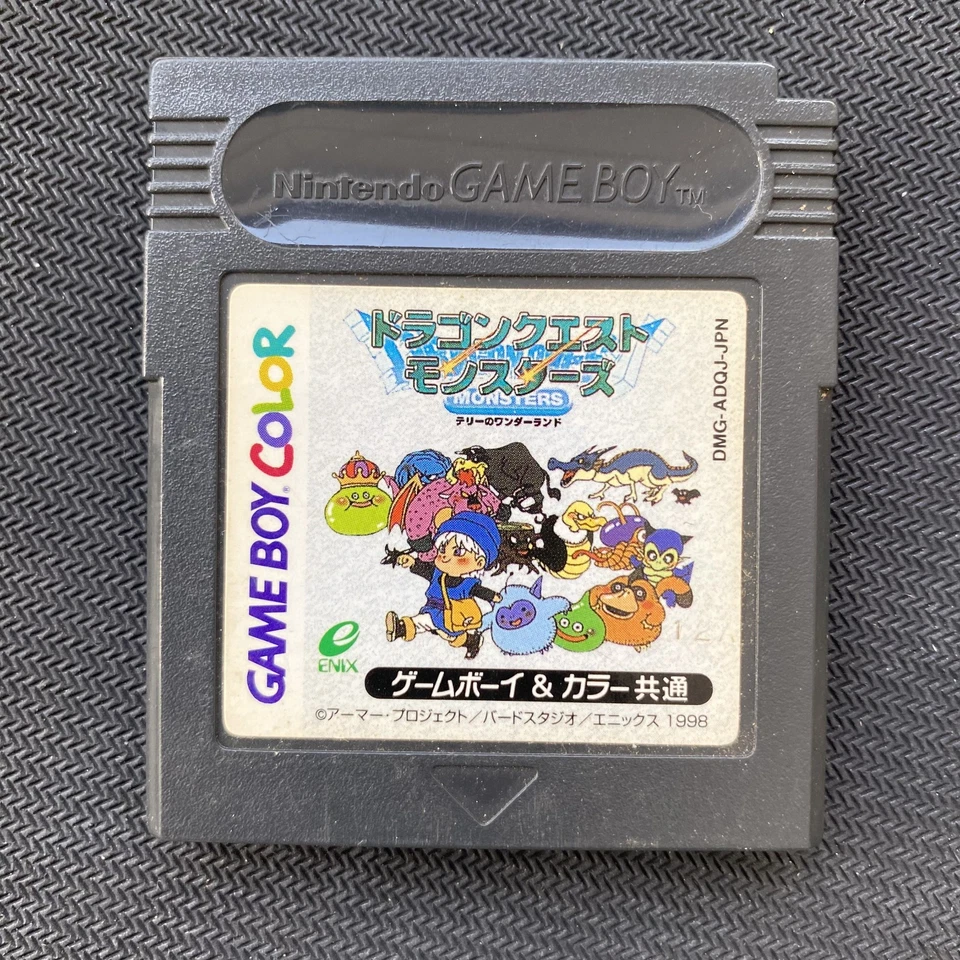 Nintendo GAME BOY TM
GAME BOY COLOR
ドラゴンクエスト
モンスターズ
MONSTERS
テリーのワンダーランド
DMG-ADQJ-JPN
ENIX
ゲームボーイ & カラー共通
©アーマー・プロジェクト／バードスタジオ／エニックス 1998